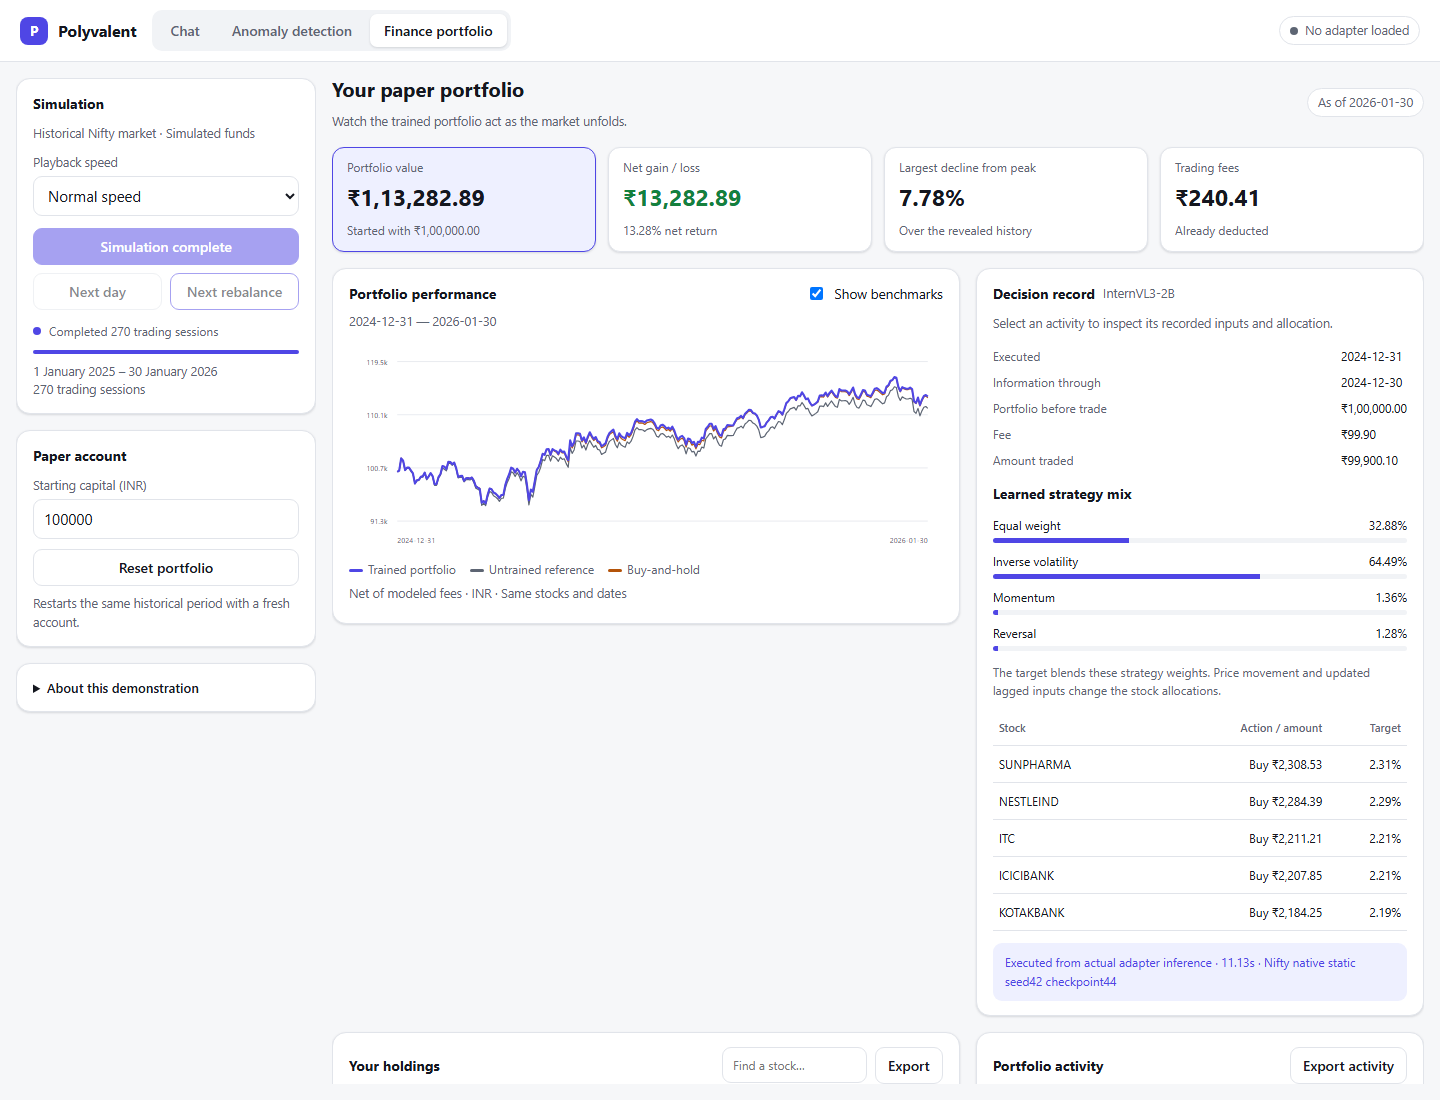 P Polyvalent Chat Anomaly detection Finance portfolio No adapter loaded
Simulation
Historical Nifty market · Simulated funds
Playback speed
Normal speed
Simulation complete
Next day Next rebalance
Completed 270 trading sessions
1 January 2025 – 30 January 2026
270 trading sessions
Paper account
Starting capital (INR)
100000
Reset portfolio
Restarts the same historical period with a fresh
account.
About this demonstration
Your paper portfolio
Watch the trained portfolio act as the market unfolds.
As of 2026-01-30
Portfolio value
₹1,13,282.89
Started with ₹1,00,000.00
Net gain / loss
₹13,282.89
13.28% net return
Largest decline from peak
7.78%
Over the revealed history
Trading fees
₹240.41
Already deducted
Portfolio performance Show benchmarks
2024-12-31 — 2026-01-30
119.5k
110.1k
100.7k
91.3k
2024-12-31 2026-01-30
Trained portfolio Untrained reference Buy-and-hold
Net of modeled fees · INR · Same stocks and dates
Decision record InternVL3-2B
Select an activity to inspect its recorded inputs and allocation.
Executed 2024-12-31
Information through 2024-12-30
Portfolio before trade ₹1,00,000.00
Fee ₹99.90
Amount traded ₹99,900.10
Learned strategy mix
Equal weight 32.88%
Inverse volatility 64.49%
Momentum 1.36%
Reversal 1.28%
The target blends these strategy weights. Price movement and updated
lagged inputs change the stock allocations.
Stock Action / amount Target
SUNPHARMA Buy ₹2,308.53 2.31%
NESTLEIND Buy ₹2,284.39 2.29%
ITC Buy ₹2,211.21 2.21%
ICICIBANK Buy ₹2,207.85 2.21%
KOTAKBANK Buy ₹2,184.25 2.19%
Executed from actual adapter inference · 11.13s · Nifty native static
seed42 checkpoint44
Your holdings Find a stock... Export
Portfolio activity Export activity